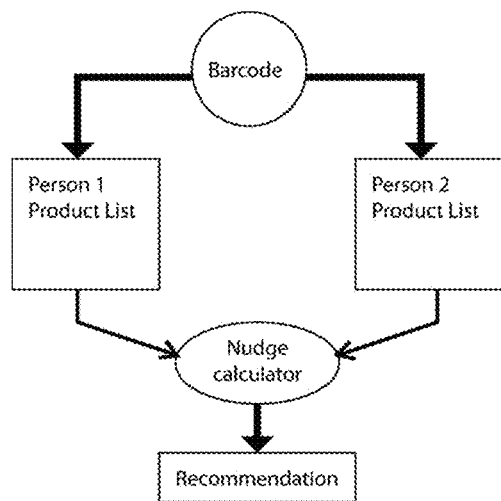 Barcode
Person 1
Product List
Person 2
Product List
Nudge
calculator
Recommendation